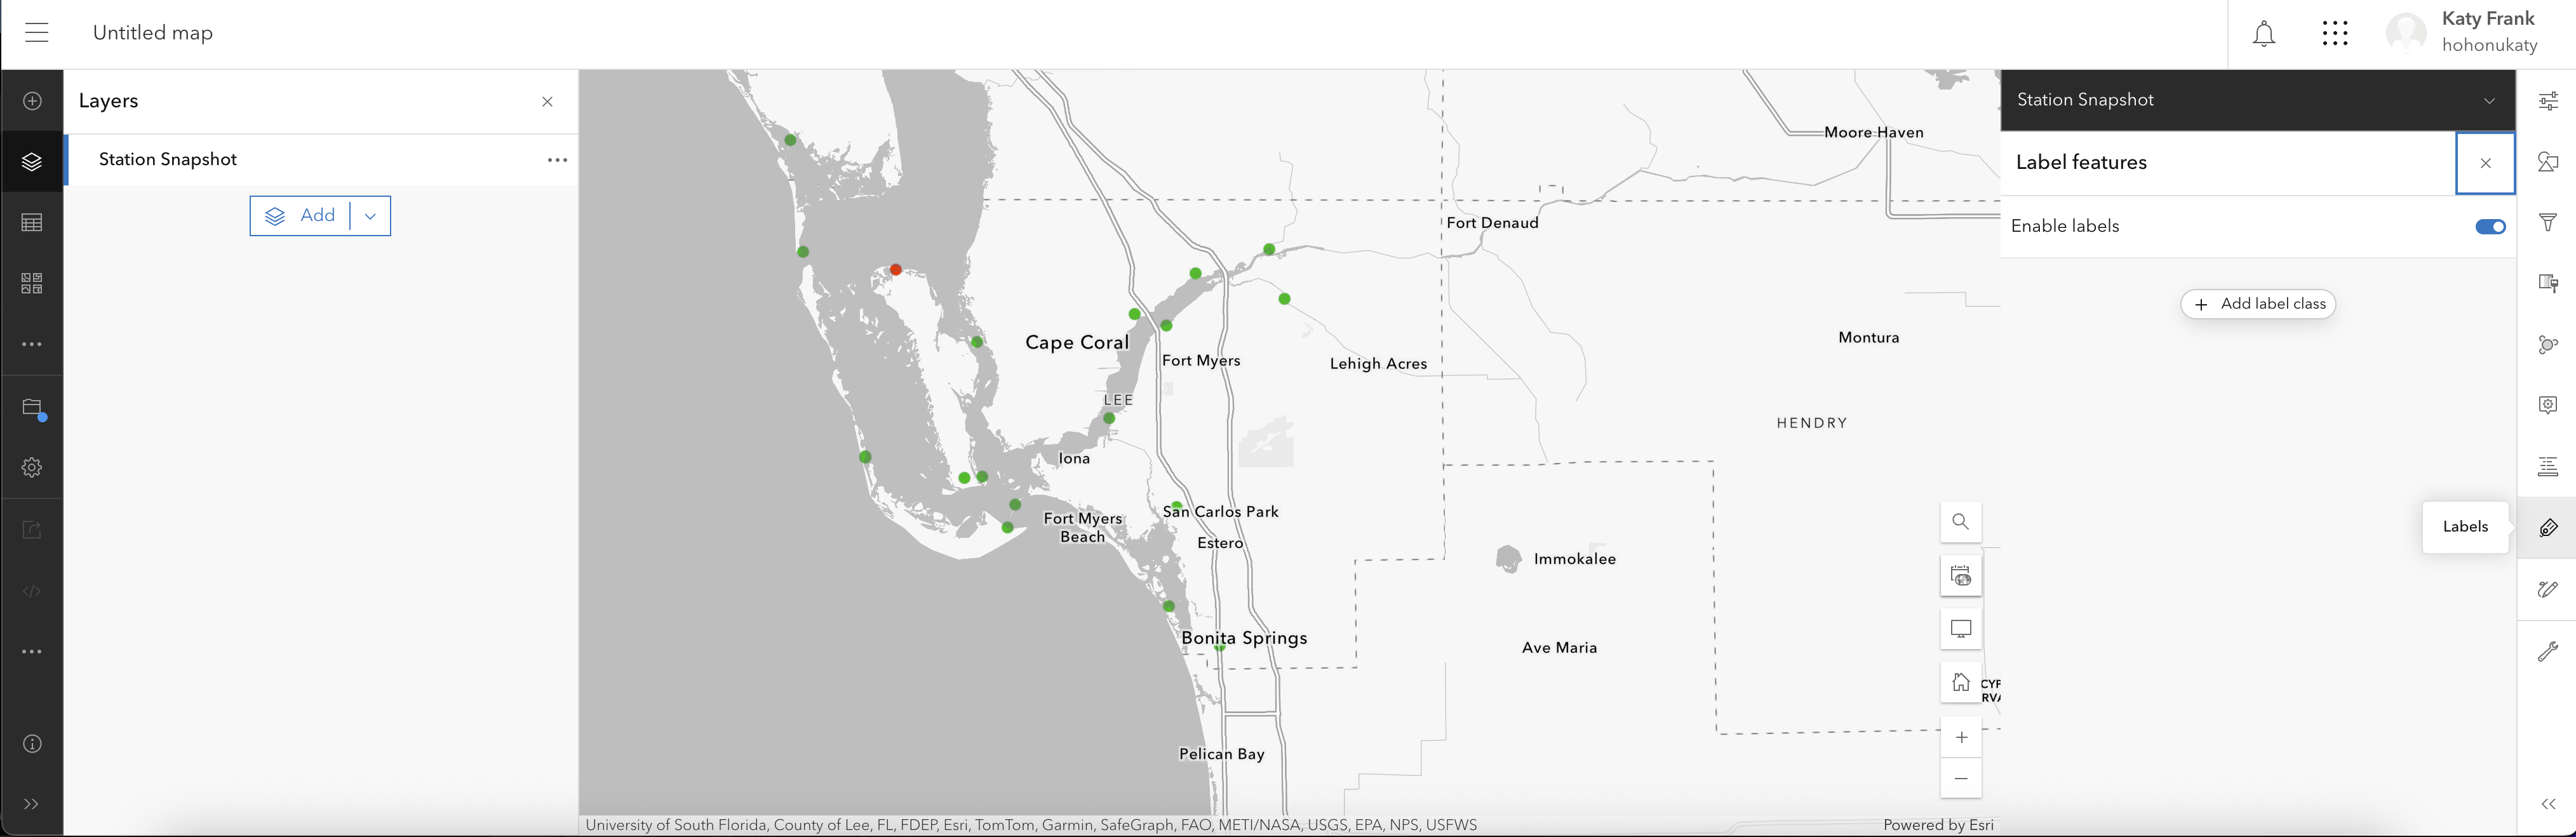 Untitled map
Katy Frank
hohonukaty
Layers
Station Snapshot
Add
Moore Haven
Fort Denaud
Cape Coral
Fort Myers
Lehigh Acres
Montura
LEE
HENDRY
Iona
San Carlos Park
Fort Myers
Beach
Estero
Immokalee
Bonita Springs
Ave Maria
CYP
RVA
Pelican Bay
University of South Florida, County of Lee, FL, FDEP, Esri, TomTom, Garmin, SafeGraph, FAO, METI/NASA, USGS, EPA, NPS, USFWS
Powered by Esri
Station Snapshot
Label features
Enable labels
Add label class
Labels